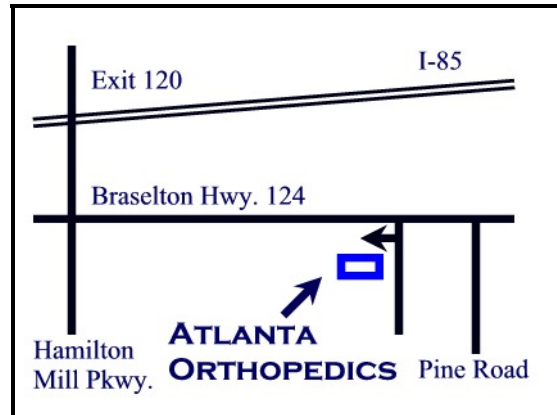 I-85
Exit 120
Braselton Hwy. 124
ATLANTA
ORTHOPEDICS
Hamilton
Mill Pkwy.
Pine Road